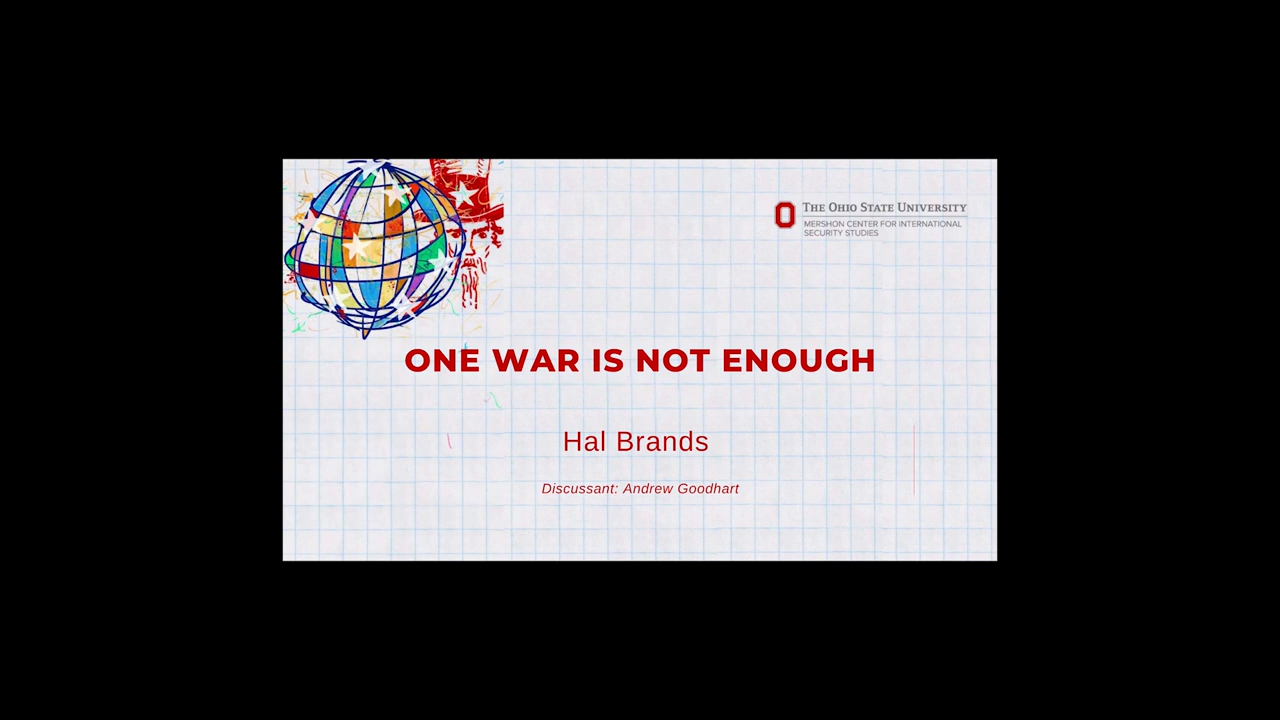 THE OHIO STATE UNIVERSITY
MERSHON CENTER FOR INTERNATIONAL
SECURITY STUDIES
ONE WAR IS NOT ENOUGH
Hal Brands
Discussant: Andrew Goodhart